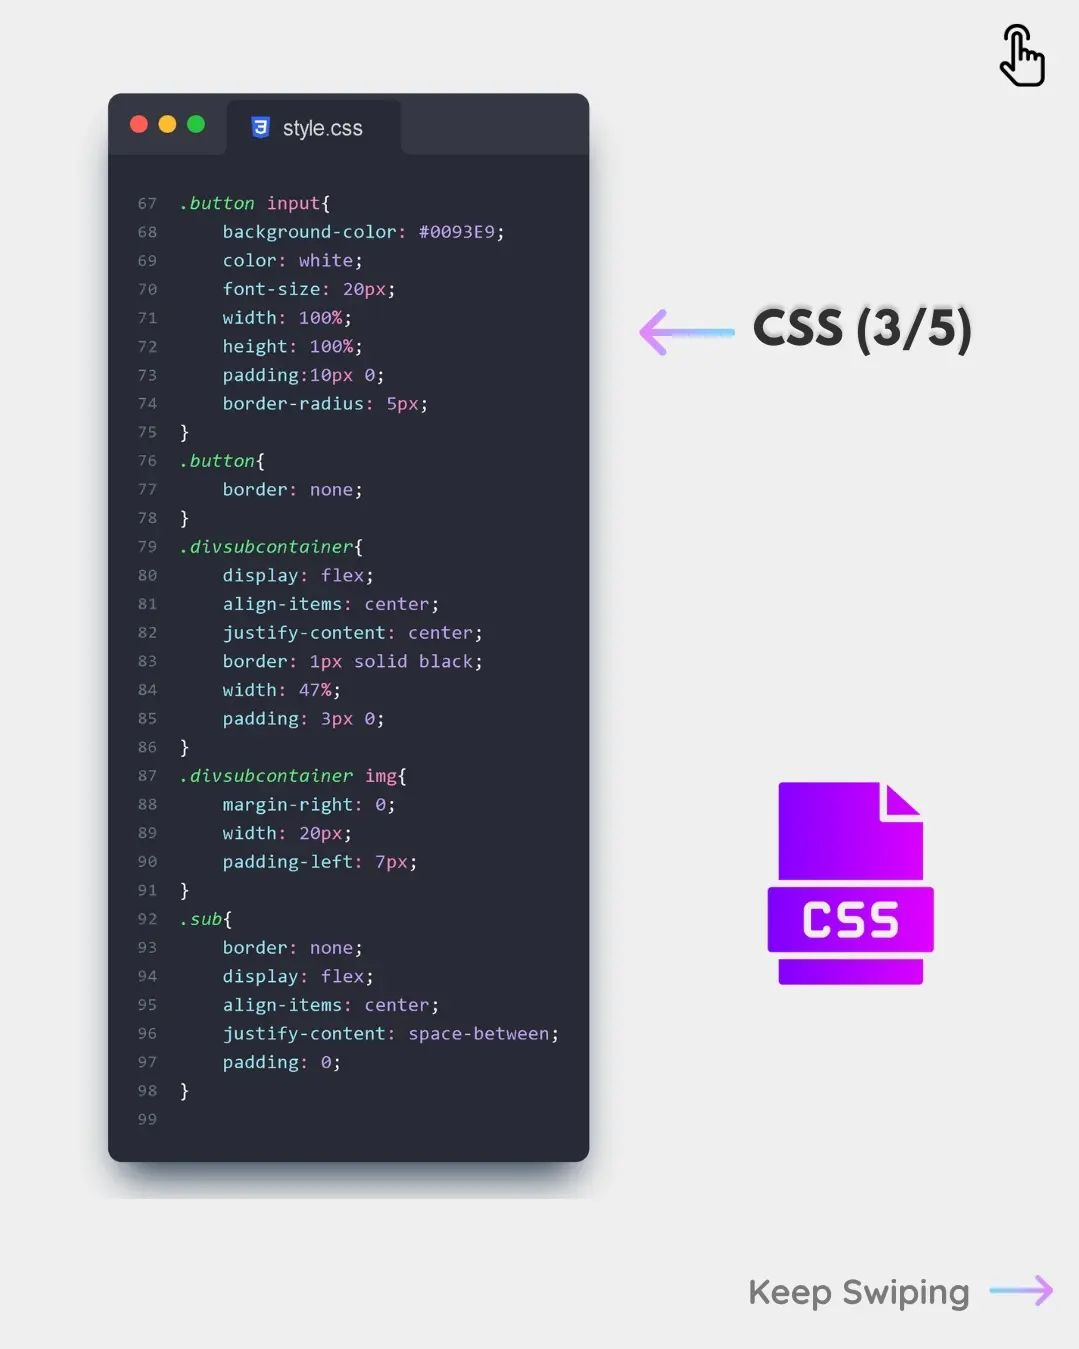 style.css
67 .button input{
68     background-color: #0093E9;
69     color: white;
70     font-size: 20px;
71     width: 100%;
72     height: 100%;
73     padding:10px 0;
74     border-radius: 5px;
75 }
76 .button{
77     border: none;
78 }
79 .divsubcontainer{
80     display: flex;
81     align-items: center;
82     justify-content: center;
83     border: 1px solid black;
84     width: 47%;
85     padding: 3px 0;
86 }
87 .divsubcontainer img{
88     margin-right: 0;
89     width: 20px;
90     padding-left: 7px;
91 }
92 .sub{
93     border: none;
94     display: flex;
95     align-items: center;
96     justify-content: space-between;
97     padding: 0;
98 }
99
CSS (3/5)
CSS
Keep Swiping